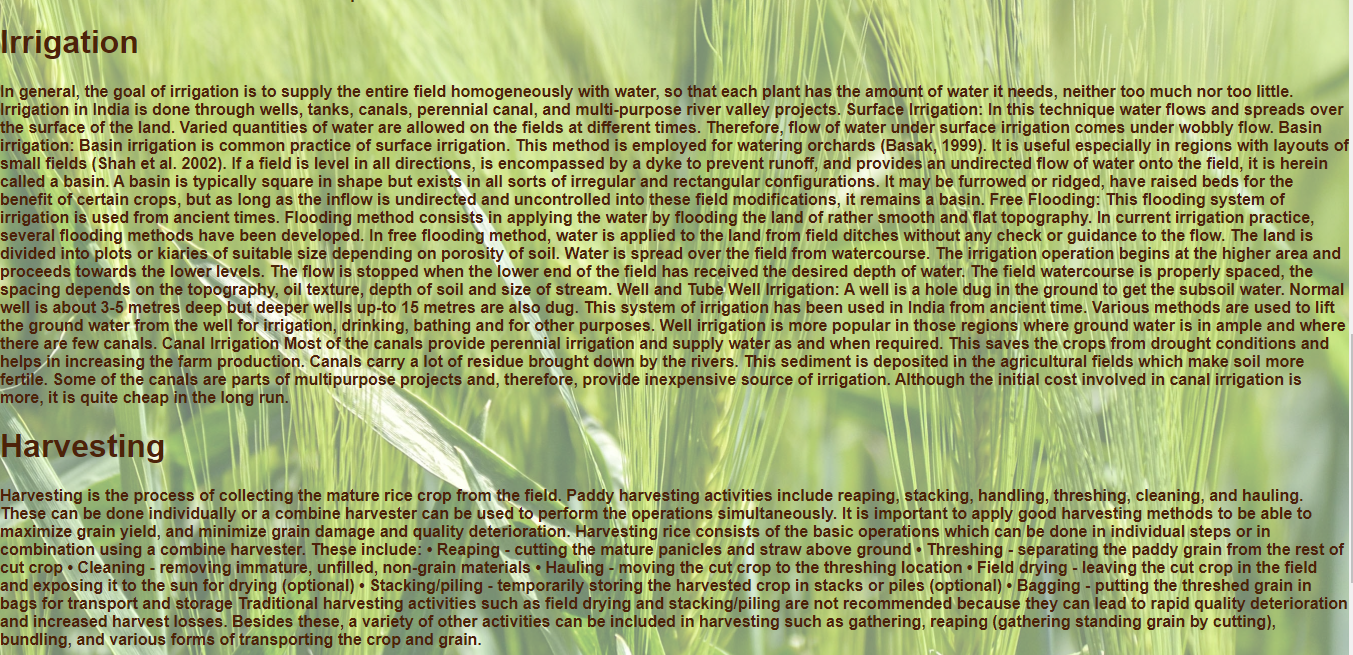 Irrigation
In general, the goal of irrigation is to supply the entire field homogeneously with water, so that each plant has the amount of water it needs, neither too much nor too little.
Irrigation in India is done through wells, tanks, canals, perennial canal, and multi-purpose river valley projects. Surface Irrigation: In this technique water flows and spreads over
the surface of the land. Varied quantities of water are allowed on the fields at different times. Therefore, flow of water under surface irrigation comes under wobbly flow. Basin
irrigation: Basin irrigation is common practice of surface irrigation. This method is employed for watering orchards (Basak, 1999). It is useful especially in regions with layouts of
small fields (Shah et al. 2002). If a field is level in all directions, is encompassed by a dyke to prevent runoff, and provides an undirected flow of water onto the field, it is herein
called a basin. A basin is typically square in shape but exists in all sorts of irregular and rectangular configurations. It may be furrowed or ridged, have raised beds for the
benefit of certain crops, but as long as the inflow is undirected and uncontrolled into these field modifications, it remains a basin. Free Flooding: This flooding system of
irrigation is used from ancient times. Flooding method consists in applying the water by flooding the land of rather smooth and flat topography. In current irrigation practice,
several flooding methods have been developed. In free flooding method, water is applied to the land from field ditches without any check or guidance to the flow. The land is
divided into plots or kiaries of suitable size depending on porosity of soil. Water is spread over the field from watercourse. The irrigation operation begins at the higher area and
proceeds towards the lower levels. The flow is stopped when the lower end of the field has received the desired depth of water. The field watercourse is properly spaced, the
spacing depends on the topography, oil texture, depth of soil and size of stream. Well and Tube Well Irrigation: A well is a hole dug in the ground to get the subsoil water. Normal
well is about 3-5 metres deep but deeper wells up-to 15 metres are also dug. This system of irrigation has been used in India from ancient time. Various methods are used to lift
the ground water from the well for irrigation, drinking, bathing and for other purposes. Well irrigation is more popular in those regions where ground water is in ample and where
there are few canals. Canal Irrigation Most of the canals provide perennial irrigation and supply water as and when required. This saves the crops from drought conditions and
helps in increasing the farm production. Canals carry a lot of residue brought down by the rivers. This sediment is deposited in the agricultural fields which make soil more
fertile. Some of the canals are parts of multipurpose projects and, therefore, provide inexpensive source of irrigation. Although the initial cost involved in canal irrigation is
more, it is quite cheap in the long run.
Harvesting
Harvesting is the process of collecting the mature rice crop from the field. Paddy harvesting activities include reaping, stacking, handling, threshing, cleaning, and hauling.
These can be done individually or a combine harvester can be used to perform the operations simultaneously. It is important to apply good harvesting methods to be able to
maximize grain yield, and minimize grain damage and quality deterioration. Harvesting rice consists of the basic operations which can be done in individual steps or in
combination using a combine harvester. These include: • Reaping - cutting the mature panicles and straw above ground • Threshing - separating the paddy grain from the rest of
cut crop • Cleaning - removing immature, unfilled, non-grain materials • Hauling - moving the cut crop to the threshing location • Field drying - leaving the cut crop in the field
and exposing it to the sun for drying (optional) • Stacking/piling - temporarily storing the harvested crop in stacks or piles (optional) • Bagging - putting the threshed grain in
bags for transport and storage Traditional harvesting activities such as field drying and stacking/piling are not recommended because they can lead to rapid quality deterioration
and increased harvest losses. Besides these, a variety of other activities can be included in harvesting such as gathering, reaping (gathering standing grain by cutting),
bundling, and various forms of transporting the crop and grain.